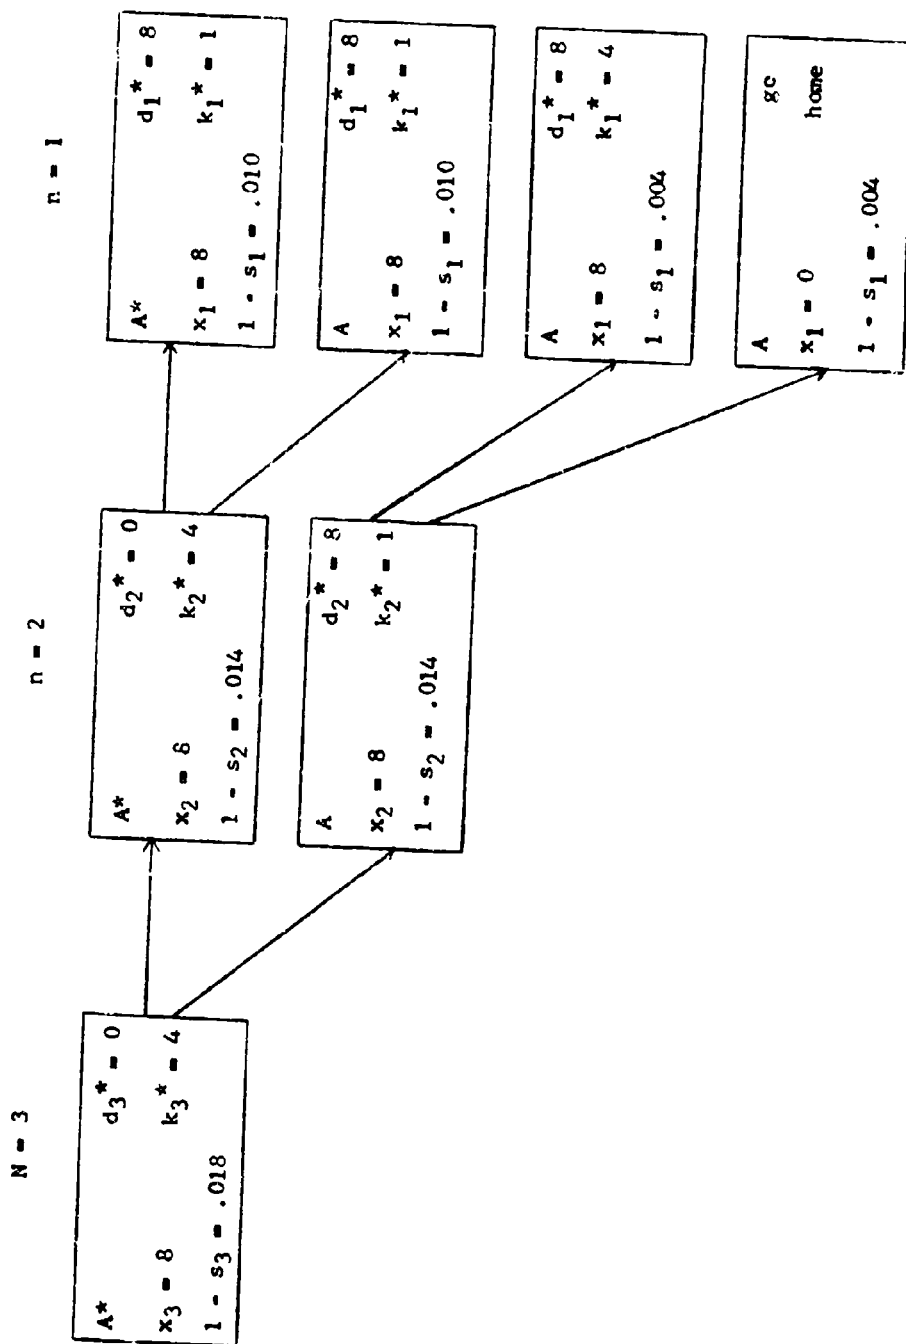 N = 3
A* d3* = 0
x3 = 8 k3* = 4
1 - s3 = .018
n = 2
A* d2* = 0
x2 = 8 k2* = 4
1 - s2 = .014
A d2* = 8
x2 = 8 k2* = 1
1 - s2 = .014
n = 1
A* d1* = 8
x1 = 8 k1* = 1
1 - s1 = .010
A d1* = 8
x1 = 8 k1* = 1
1 - s1 = .010
A d1* = 8
x1 = 8 k1* = 4
1 - s1 = .004
A go
x1 = 0 home
1 - s1 = .004